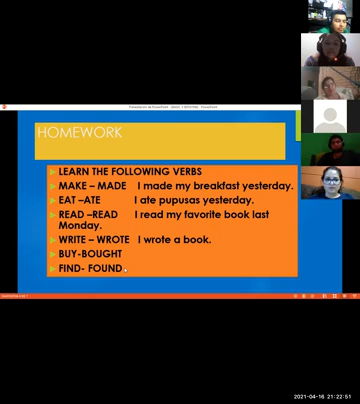 HOMEWORK
LEARN THE FOLLOWING VERBS
MAKE – MADE I made my breakfast yesterday.
EAT –ATE I ate pupusas yesterday.
READ –READ I read my favorite book last
Monday.
WRITE – WROTE I wrote a book.
BUY-BOUGHT
FIND- FOUND
2021-04-16 21:22:51